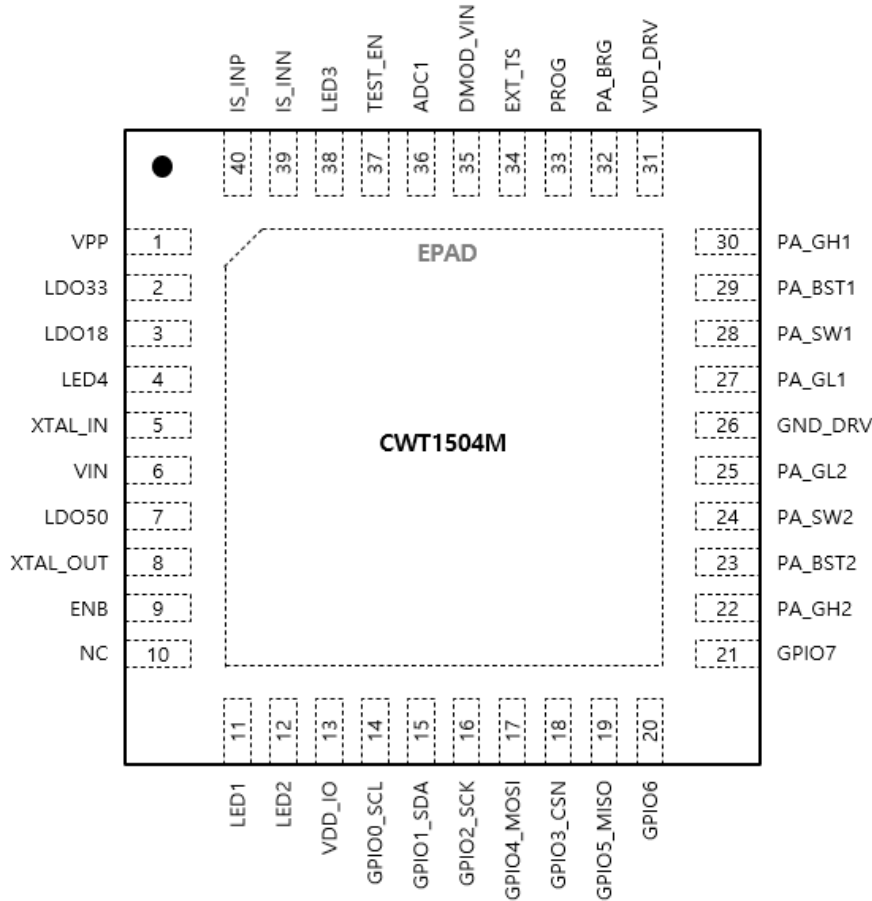 IS_INP
IS_INN
LED3
TEST_EN
ADC1
DMOD_VIN
EXT_TS
PROG
PA_BRG
VDD_DRV
40
39
38
37
36
35
34
33
32
31
EPAD
VPP 1
30 PA_GH1
LDO33 2
29 PA_BST1
LDO18 3
28 PA_SW1
LED4 4
27 PA_GL1
XTAL_IN 5
26 GND_DRV
CWT1504M
VIN 6
25 PA_GL2
LDO50 7
24 PA_SW2
XTAL_OUT 8
23 PA_BST2
ENB 9
22 PA_GH2
NC 10
21 GPIO7
11
12
13
14
15
16
17
18
19
20
LED1
LED2
VDD_IO
GPIO0_SCL
GPIO1_SDA
GPIO2_SCK
GPIO4_MOSI
GPIO3_CSN
GPIO5_MISO
GPIO6